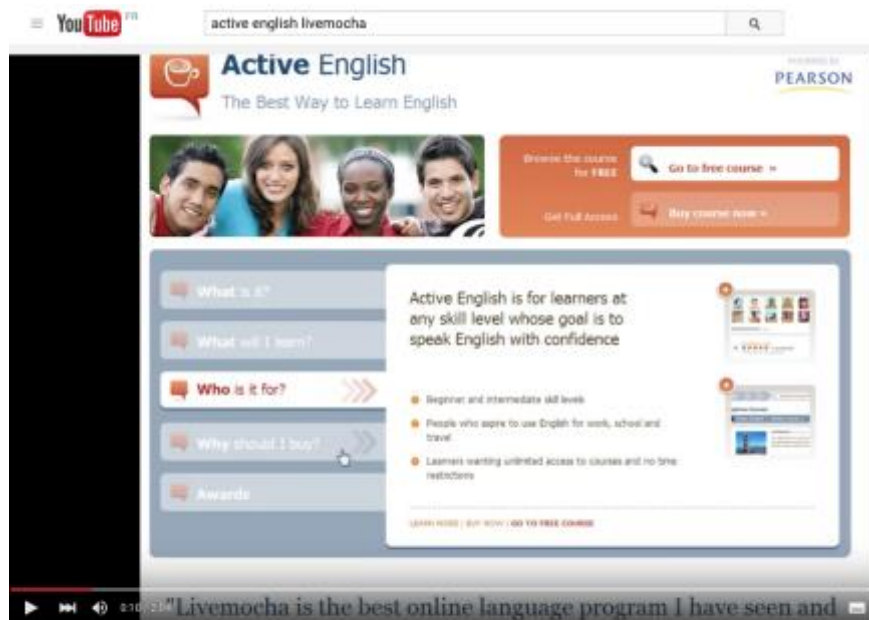 YouTube FR
active english livemocha
Active English
The Best Way to Learn English
POWERED BY
PEARSON
Browse the course
for FREE
Go to free course »
Get Full Access
Buy course now »
What is it?
What will I learn?
Who is it for?
Why should I buy?
Awards
Active English is for learners at
any skill level whose goal is to
speak English with confidence
Beginner and intermediate skill levels
People who aspire to use English for work, school and
travel
Learners wanting unlimited access to courses and no time
restrictions
LEARN MORE | BUY NOW | GO TO FREE COURSE
"Livemocha is the best online language program I have seen and